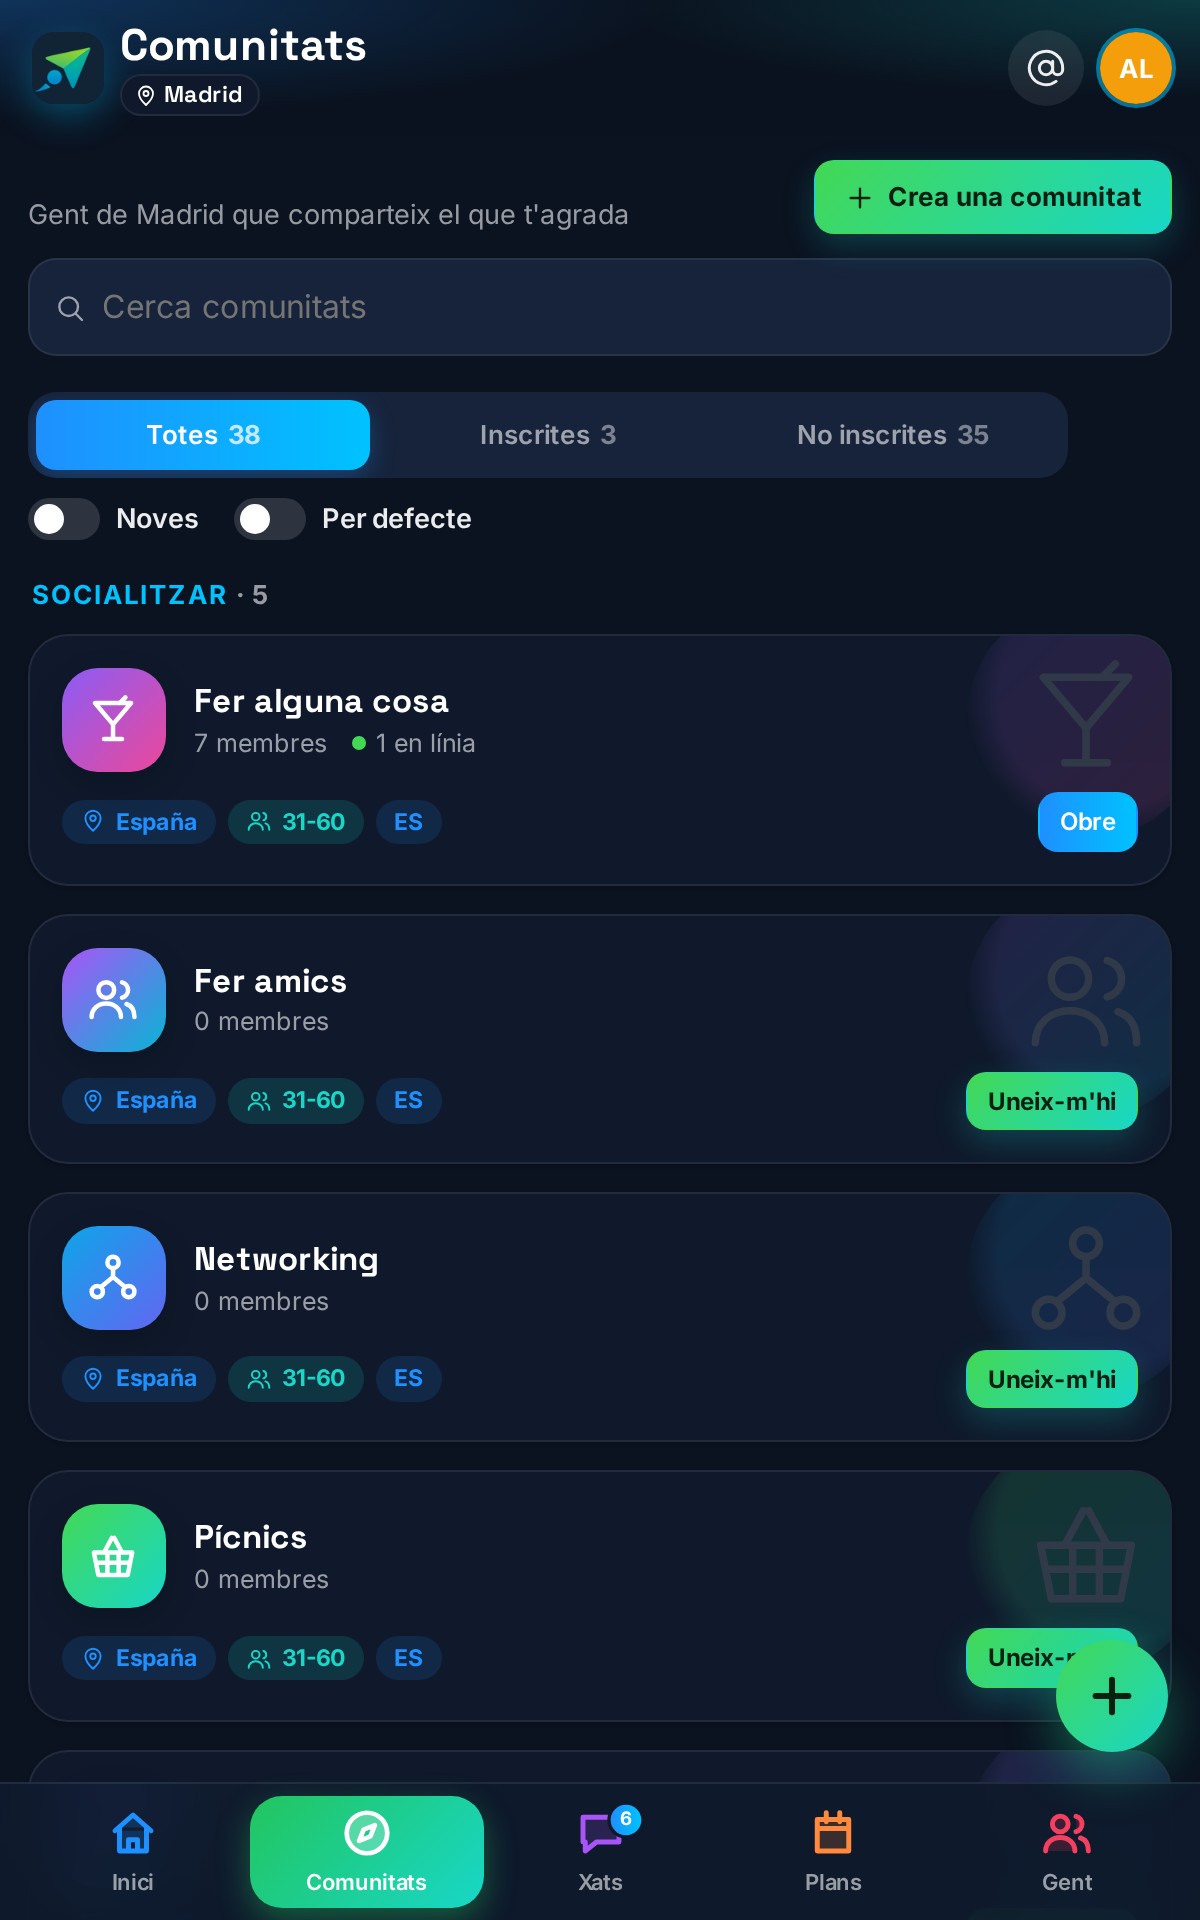 Comunitats
Madrid
AL
Gent de Madrid que comparteix el que t'agrada
Crea una comunitat
Cerca comunitats
Totes 38
Inscrites 3
No inscrites 35
Noves
Per defecte
SOCIALITZAR · 5
Fer alguna cosa
7 membres 1 en línia
España 31-60 ES
Obre
Fer amics
0 membres
España 31-60 ES
Uneix-m'hi
Networking
0 membres
España 31-60 ES
Uneix-m'hi
Pícnics
0 membres
España 31-60 ES
6
Inici
Comunitats
Xats
Plans
Gent